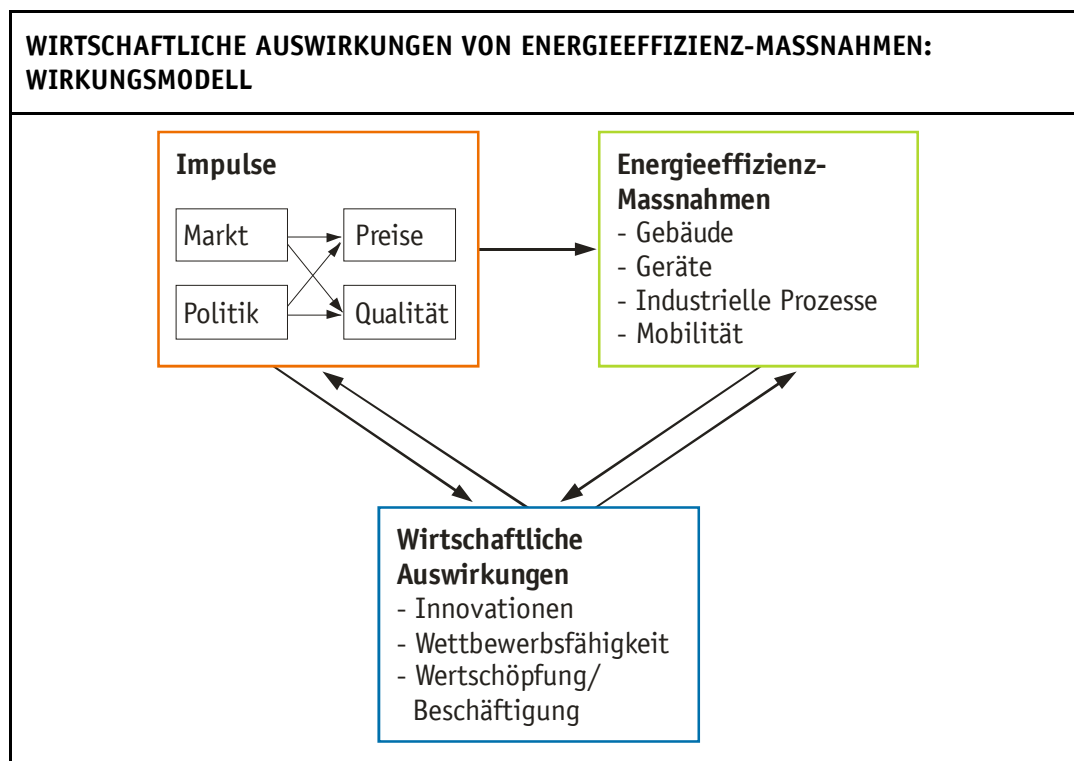 WIRTSCHAFTLICHE AUSWIRKUNGEN VON ENERGIEEFFIZIENZ-MASSNAHMEN:
WIRKUNGSMODELL
Impulse
Markt
Preise
Politik
Qualität
Energieeffizienz-
Massnahmen
- Gebäude
- Geräte
- Industrielle Prozesse
- Mobilität
Wirtschaftliche
Auswirkungen
- Innovationen
- Wettbewerbsfähigkeit
- Wertschöpfung/
Beschäftigung